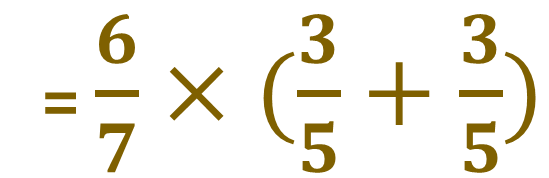 = 6/7 × (3/5 + 3/5)